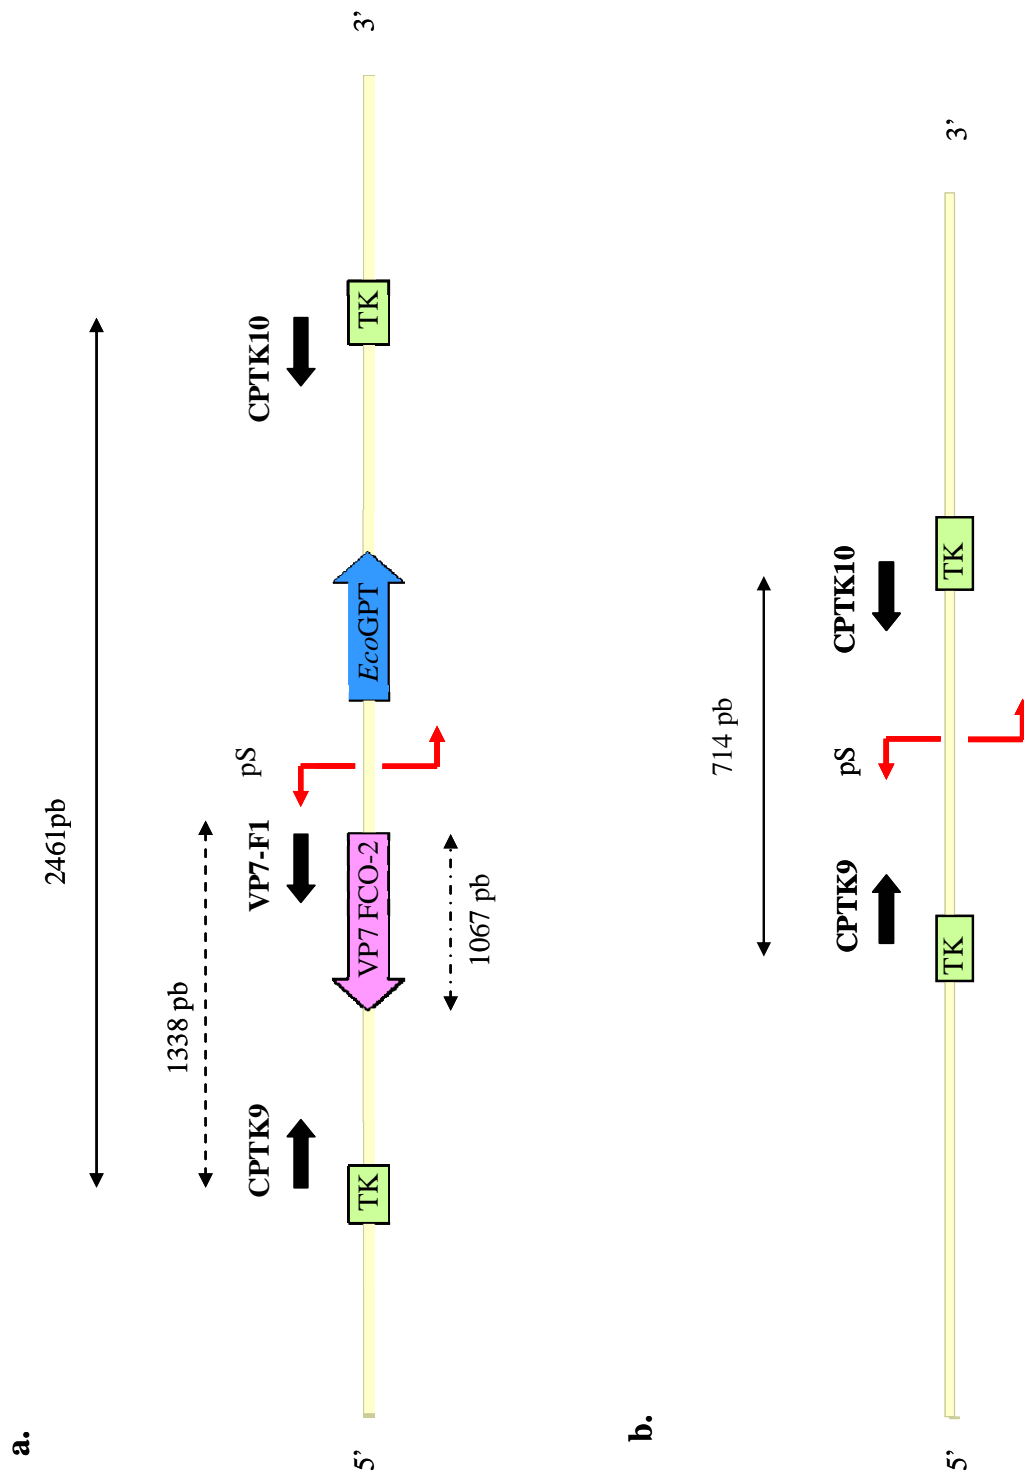 a.
2461pb
1338 pb
CPTK9
VP7-F1
pS
CPTK10
5’
TK
VP7 FCO-2
EcoGPT
TK
3’
1067 pb
b.
714 pb
CPTK9
pS
CPTK10
5’
TK
TK
3’